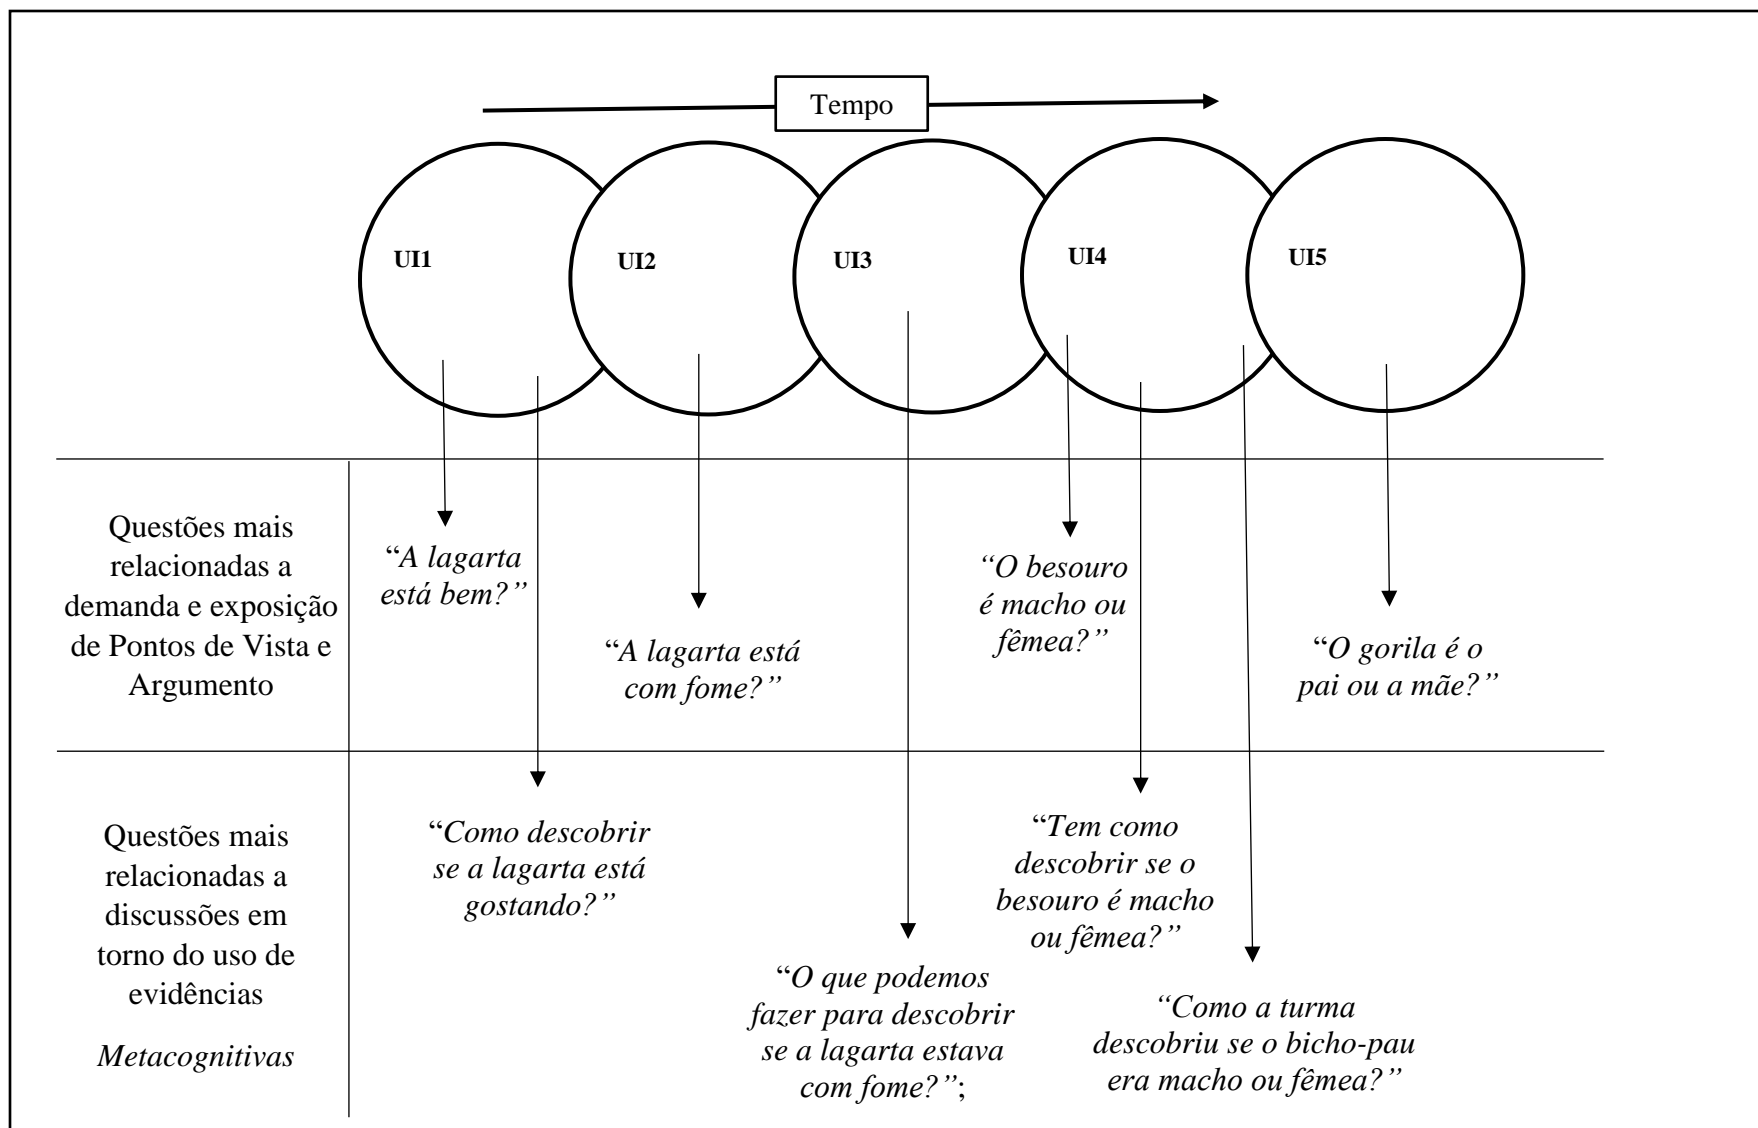 Tempo
UI1
UI2
UI3
UI4
UI5
Questões mais
relacionadas a
demanda e exposição
de Pontos de Vista e
Argumento
“A lagarta
está bem?”
“A lagarta está
com fome?”
“O besouro
é macho ou
fêmea?”
“O gorila é o
pai ou a mãe?”
Questões mais
relacionadas a
discussões em
torno do uso de
evidências
Metacognitivas
“Como descobrir
se a lagarta está
gostando?”
“O que podemos
fazer para descobrir
se a lagarta estava
com fome?”;
“Tem como
descobrir se o
besouro é macho
ou fêmea?”
“Como a turma
descobriu se o bicho-pau
era macho ou fêmea?”